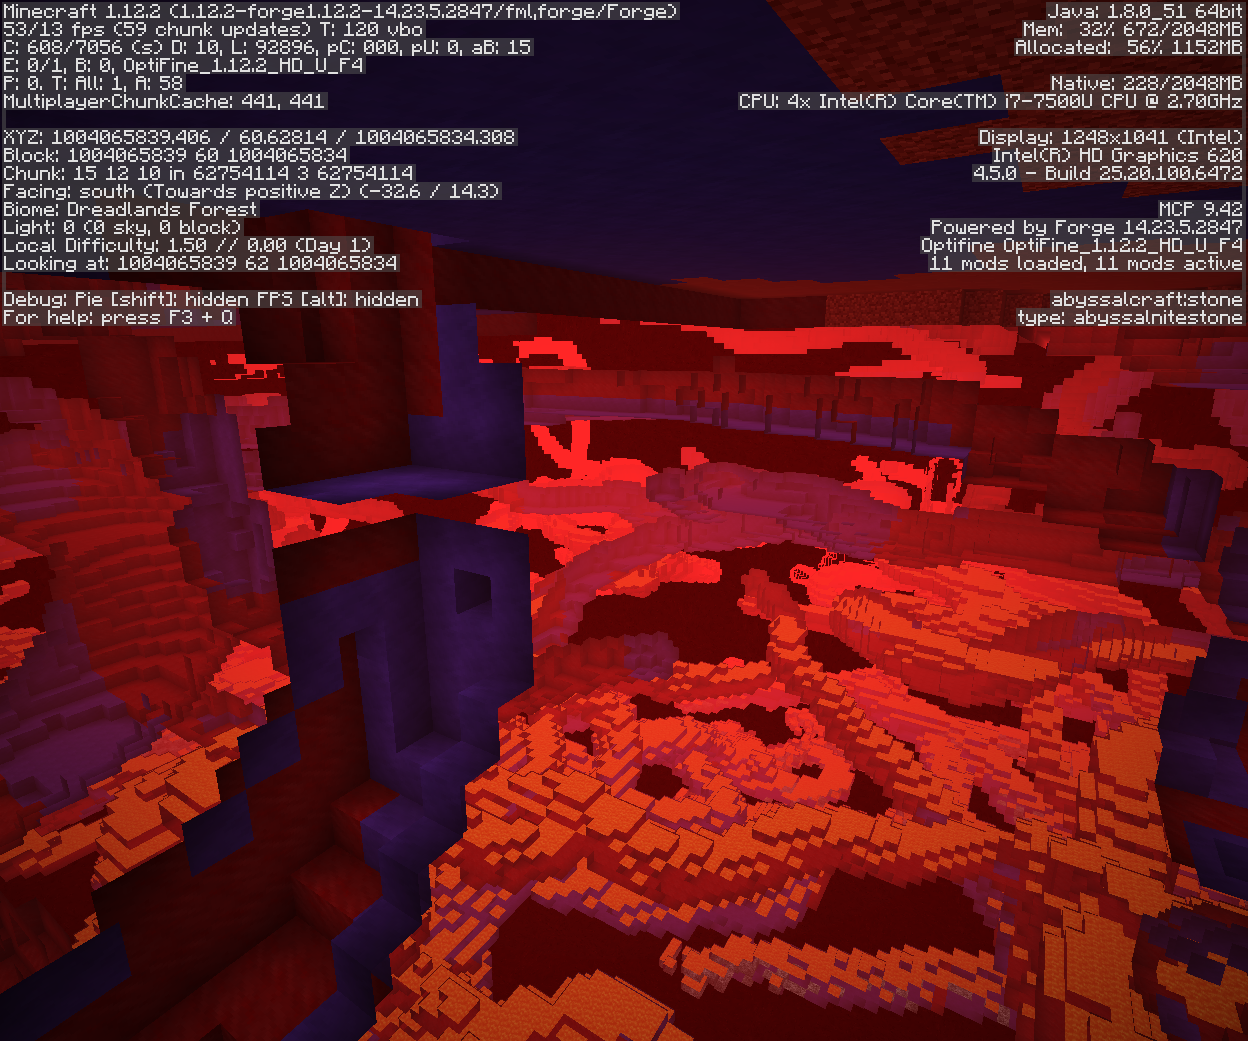 Minecraft 1.12.2 (1.12.2-forge1.12.2-14.23.5.2847/fml,forge/Forge)
53/13 fps (59 chunk updates) T: 120 vbo
C: 608/7056 (s) D: 10, L: 92896, pC: 000, pU: 0, aB: 15
E: 0/1, B: 0, OptiFine_1.12.2_HD_U_F4
P: 0. T: All: 1, A: 58
MultiplayerChunkCache: 441, 441
XYZ: 1004065839.406 / 60.62814 / 1004065834.308
Block: 1004065839 60 1004065834
Chunk: 15 12 10 in 62754114 3 62754114
Facing: south (Towards positive Z) (-32.6 / 14.3)
Biome: Dreadlands Forest
Light: 0 (0 sky, 0 block)
Local Difficulty: 1.50 // 0.00 (Day 1)
Looking at: 1004065839 62 1004065834
Debug: Pie [shift]: hidden FPS [alt]: hidden
For help: press F3 + Q
Java: 1.8.0_51 64bit
Mem: 32% 672/2048MB
Allocated: 56% 1152MB
Native: 228/2048MB
CPU: 4x Intel(R) Core(TM) i7-7500U CPU @ 2.70GHz
Display: 1248x1041 (Intel)
Intel(R) HD Graphics 620
4.5.0 - Build 25.20.100.6472
MCP 9.42
Powered by Forge 14.23.5.2847
Optifine OptiFine_1.12.2_HD_U_F4
11 mods loaded, 11 mods active
abyssalcraft:stone
type: abyssalnitestone